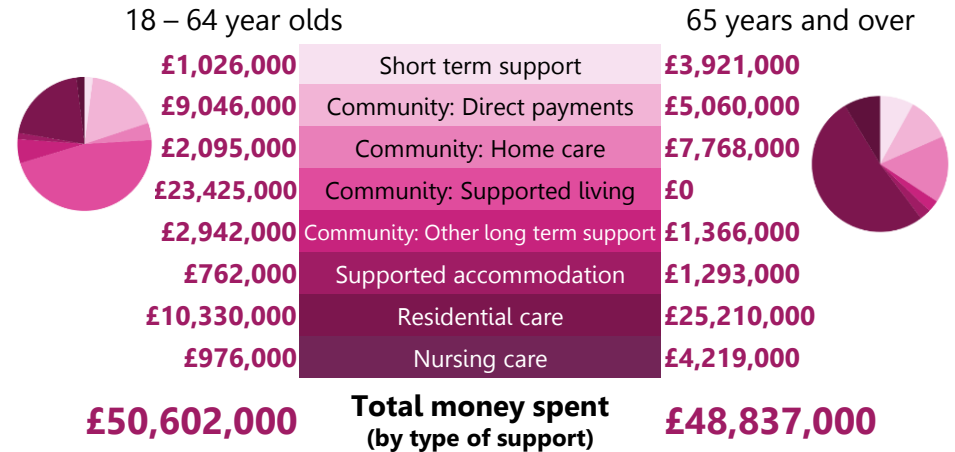 18 – 64 year olds 65 years and over
£1,026,000 Short term support £3,921,000
£9,046,000 Community: Direct payments £5,060,000
£2,095,000 Community: Home care £7,768,000
£23,425,000 Community: Supported living £0
£2,942,000 Community: Other long term support £1,366,000
£762,000 Supported accommodation £1,293,000
£10,330,000 Residential care £25,210,000
£976,000 Nursing care £4,219,000
£50,602,000 Total money spent £48,837,000
(by type of support)